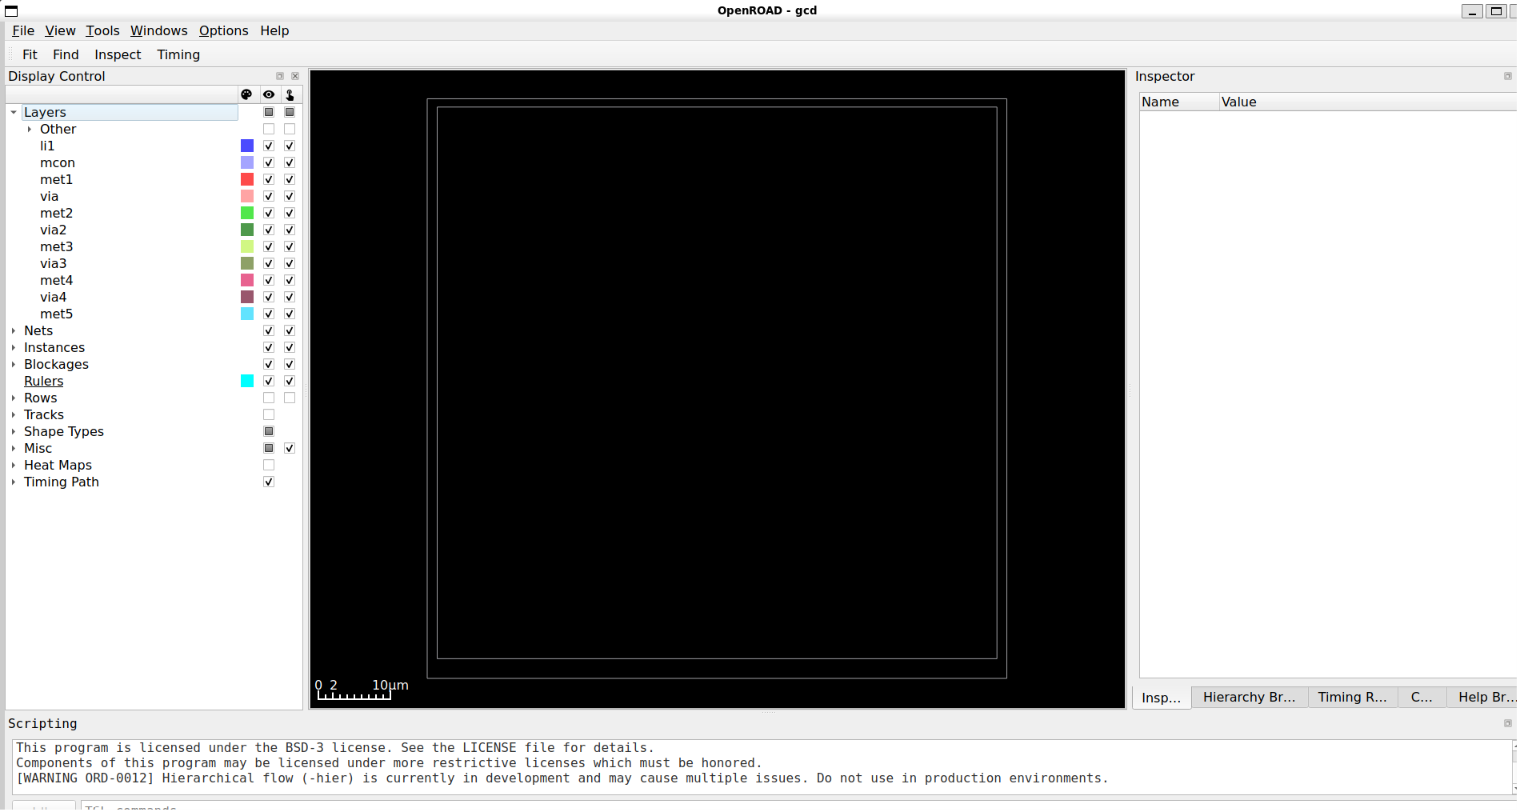 OpenROAD - gcd
File View Tools Windows Options Help
Fit Find Inspect Timing
Display Control
Layers
Other
li1
mcon
met1
via
met2
via2
met3
via3
met4
via4
met5
Nets
Instances
Blockages
Rulers
Rows
Tracks
Shape Types
Misc
Heat Maps
Timing Path
0 2 10μm
Inspector
Name Value
Insp... Hierarchy Br... Timing R... C... Help Br...
Scripting
This program is licensed under the BSD-3 license. See the LICENSE file for details.
Components of this program may be licensed under more restrictive licenses which must be honored.
[WARNING ORD-0012] Hierarchical flow (-hier) is currently in development and may cause multiple issues. Do not use in production environments.
TCL commands